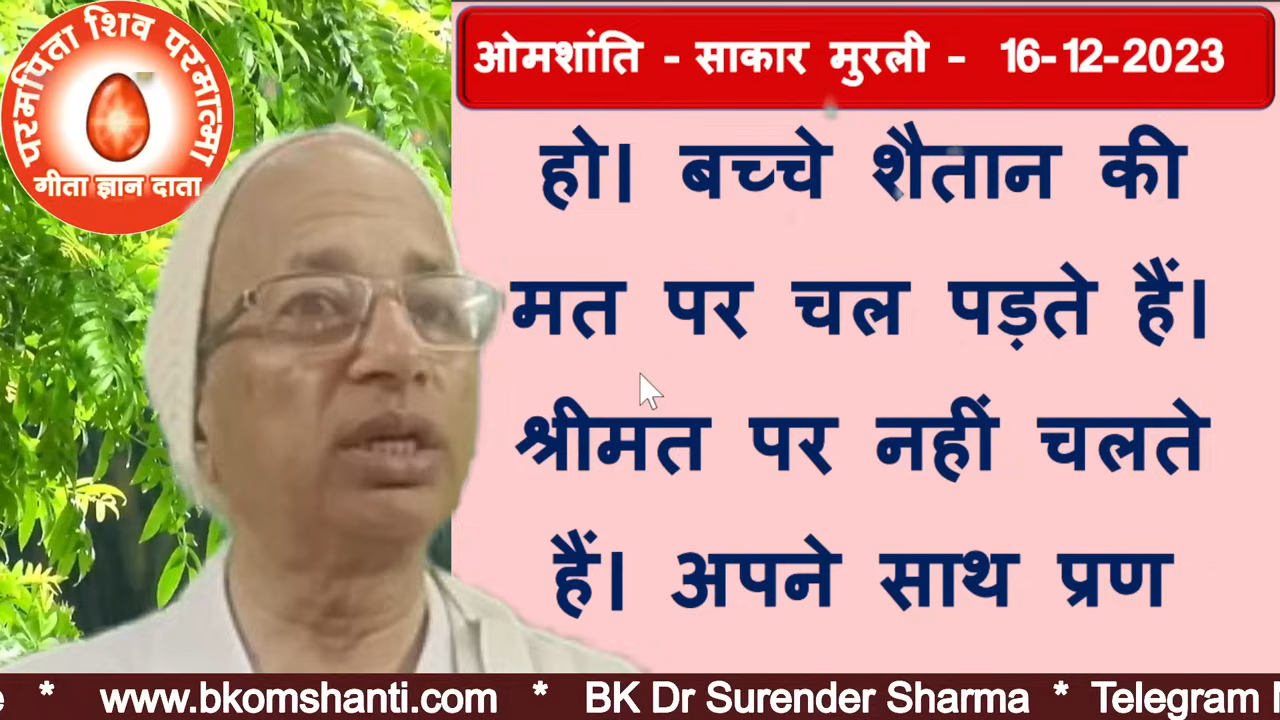 परमपिता शिव परमात्मा
गीता ज्ञान दाता
ओमशांति - साकार मुरली - 16-12-2023
हो। बच्चे शैतान की
मत पर चल पड़ते हैं।
श्रीमत पर नहीं चलते
हैं। अपने साथ प्रण
* www.bkomshanti.com * BK Dr Surender Sharma * Telegram